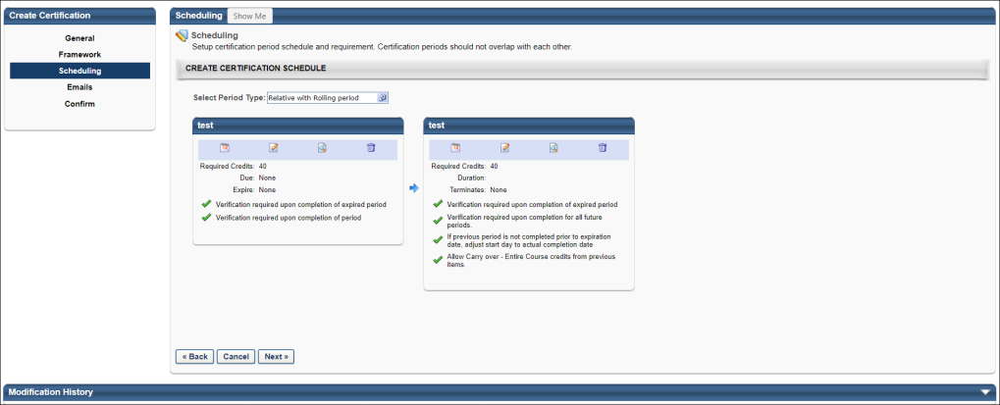 Create Certification
General
Framework
Scheduling
Emails
Confirm
Scheduling Show Me
Scheduling
Setup certification period schedule and requirement. Certification periods should not overlap with each other.
CREATE CERTIFICATION SCHEDULE
Select Period Type: Relative with Rolling period
test
Required Credits: 40
Due: None
Expire: None
Verification required upon completion of expired period
Verification required upon completion of period
test
Required Credits: 40
Duration:
Terminates: None
Verification required upon completion of expired period
Verification required upon completion for all future
periods.
If previous period is not completed prior to expiration
date, adjust start day to actual completion date
Allow Carry over - Entire Course credits from previous
items.
« Back Cancel Next »
Modification History